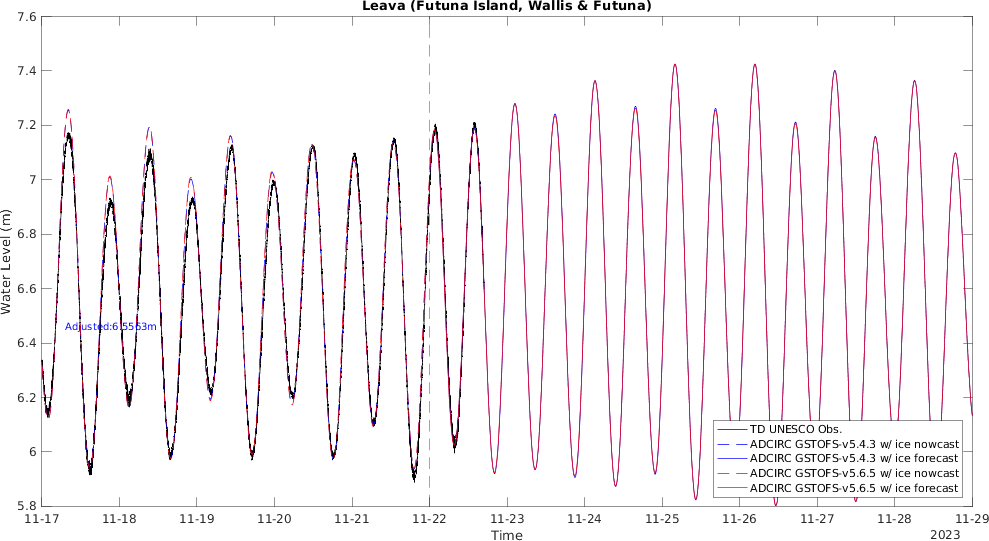 Leava (Futuna Island, Wallis & Futuna)
7.6
7.4
7.2
7
6.8
6.6
6.4
6.2
6
5.8
Water Level (m)
Adjusted:6.5563m
TD UNESCO Obs.
ADCIRC GSTOFS-v5.4.3 w/ ice nowcast
ADCIRC GSTOFS-v5.4.3 w/ ice forecast
ADCIRC GSTOFS-v5.6.5 w/ ice nowcast
ADCIRC GSTOFS-v5.6.5 w/ ice forecast
11-17 11-18 11-19 11-20 11-21 11-22 11-23 11-24 11-25 11-26 11-27 11-28 11-29
Time
2023